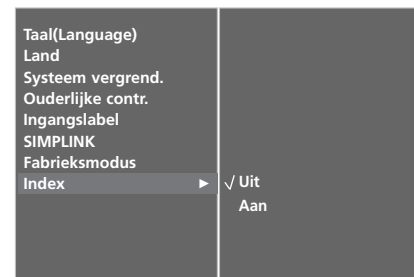 Taal(Language)
Land
Systeem vergrend.
Ouderlijke contr.
Ingangslabel
SIMPLINK
Fabrieksmodus
Index ► √ Uit
Aan